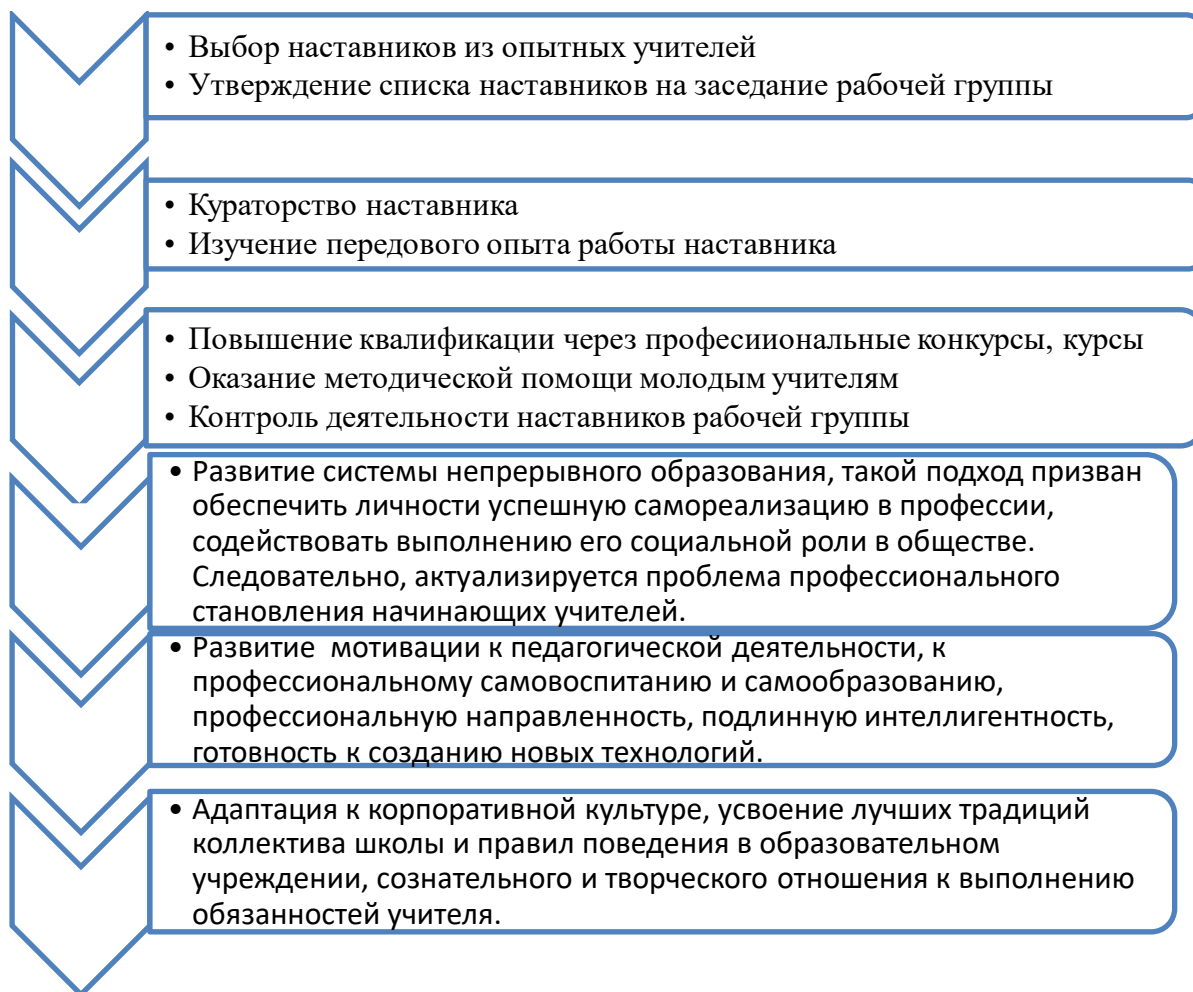 • Выбор наставников из опытных учителей
• Утверждение списка наставников на заседание рабочей группы
• Кураторство наставника
• Изучение передового опыта работы наставника
• Повышение квалификации через професииональные конкурсы, курсы
• Оказание методической помощи молодым учителям
• Контроль деятельности наставников рабочей группы
• Развитие системы непрерывного образования, такой подход призван
обеспечить личности успешную самореализацию в профессии,
содействовать выполнению его социальной роли в обществе.
Следовательно, актуализируется проблема профессионального
становления начинающих учителей.
• Развитие мотивации к педагогической деятельности, к
профессиональному самовоспитанию и самообразованию,
профессиональную направленность, подлинную интеллигентность,
готовность к созданию новых технологий.
• Адаптация к корпоративной культуре, усвоение лучших традиций
коллектива школы и правил поведения в образовательном
учреждении, сознательного и творческого отношения к выполнению
обязанностей учителя.